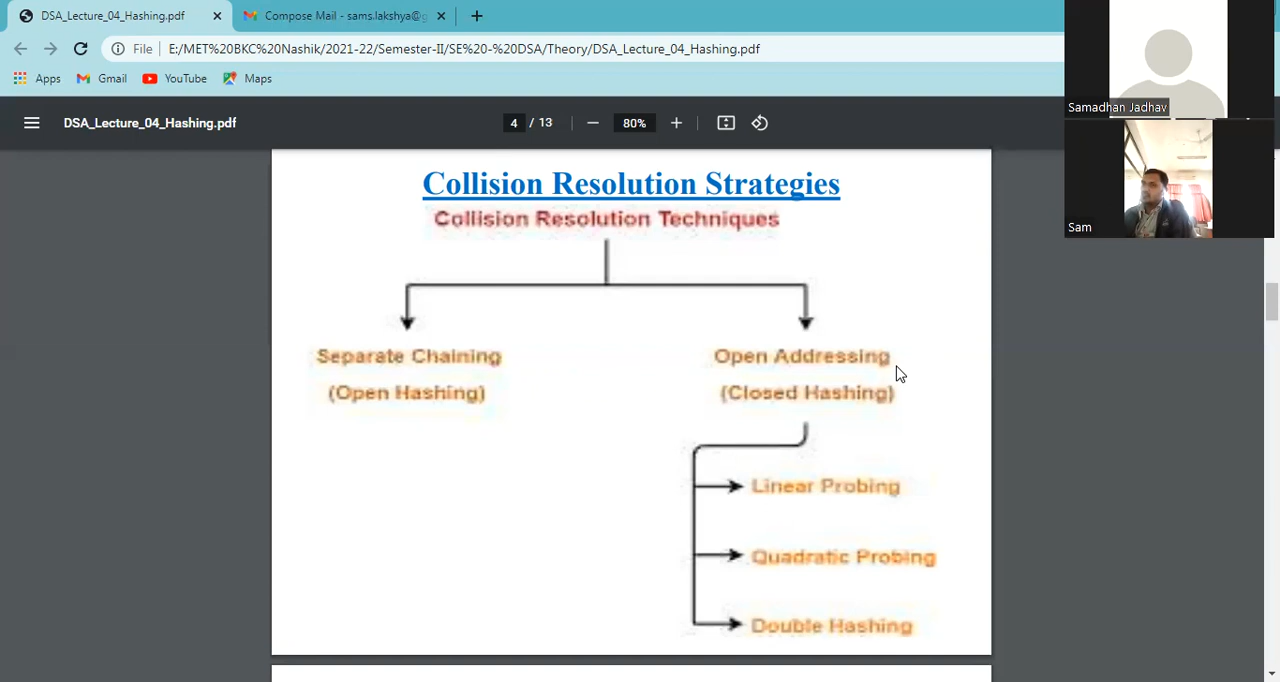 DSA_Lecture_04_Hashing.pdf
Compose Mail - sams.lakshya@g
File
E:/MET%20BKC%20Nashik/2021-22/Semester-II/SE%20-%20DSA/Theory/DSA_Lecture_04_Hashing.pdf
Apps
Gmail
YouTube
Maps
DSA_Lecture_04_Hashing.pdf
4 / 13
80%
Samadhan Jadhav
Sam
Collision Resolution Strategies
Collision Resolution Techniques
Separate Chaining
(Open Hashing)
Open Addressing
(Closed Hashing)
Linear Probing
Quadratic Probing
Double Hashing